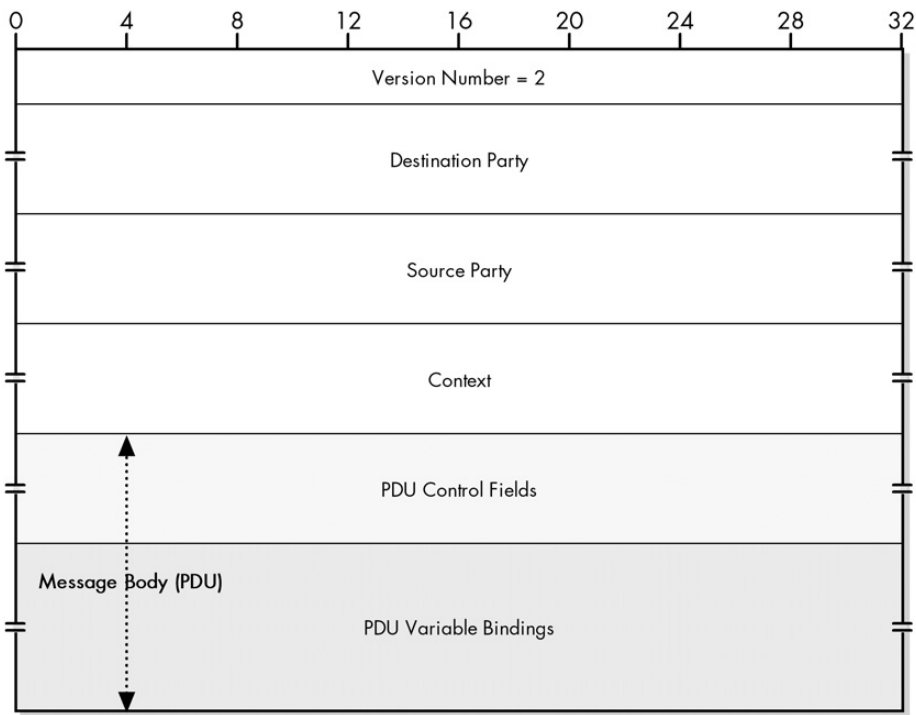 0 4 8 12 16 20 24 28 32
Version Number = 2
Destination Party
Source Party
Context
PDU Control Fields
Message Body (PDU)
PDU Variable Bindings